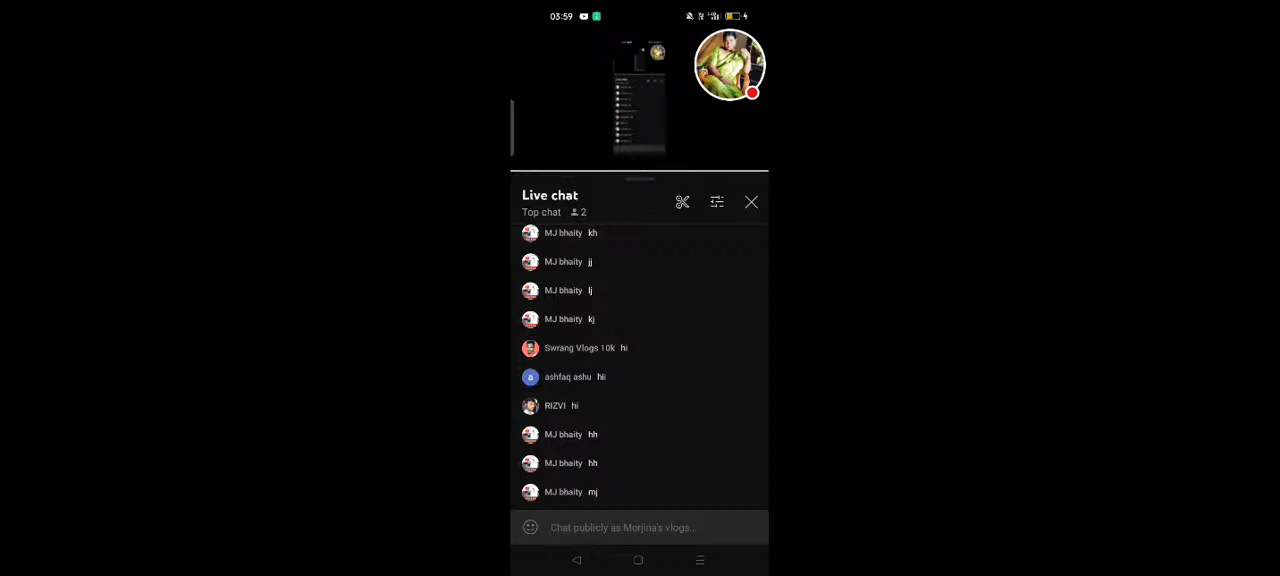 03:59
Live chat
Top chat 2
MJ bhaity kh
MJ bhaity jj
MJ bhaity lj
MJ bhaity kj
Swrang Vlogs 10k hi
a ashfaq ashu hii
RIZVI hi
MJ bhaity hh
MJ bhaity hh
MJ bhaity mj
Chat publicly as Morjina's vlogs...